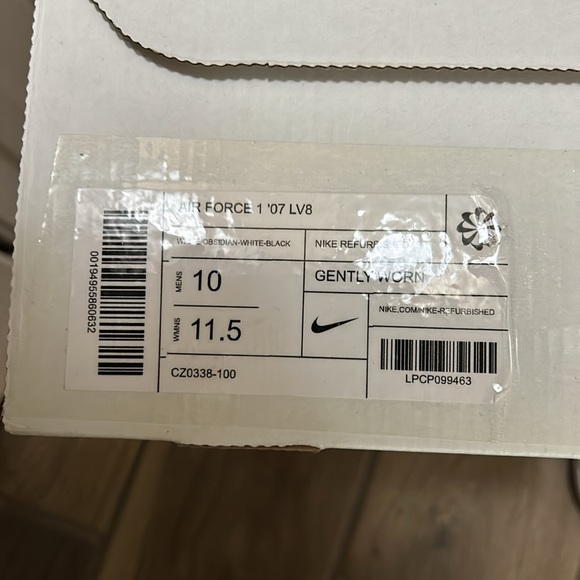 AIR FORCE 1 '07 LV8
OBSIDIAN-WHITE-BLACK
NIKE REFURBISHED
MENS 10
GENTLY WORN
WMNS 11.5
NIKE.COM/NIKE-REFURBISHED
CZ0338-100
LPCP099463
00194955860632